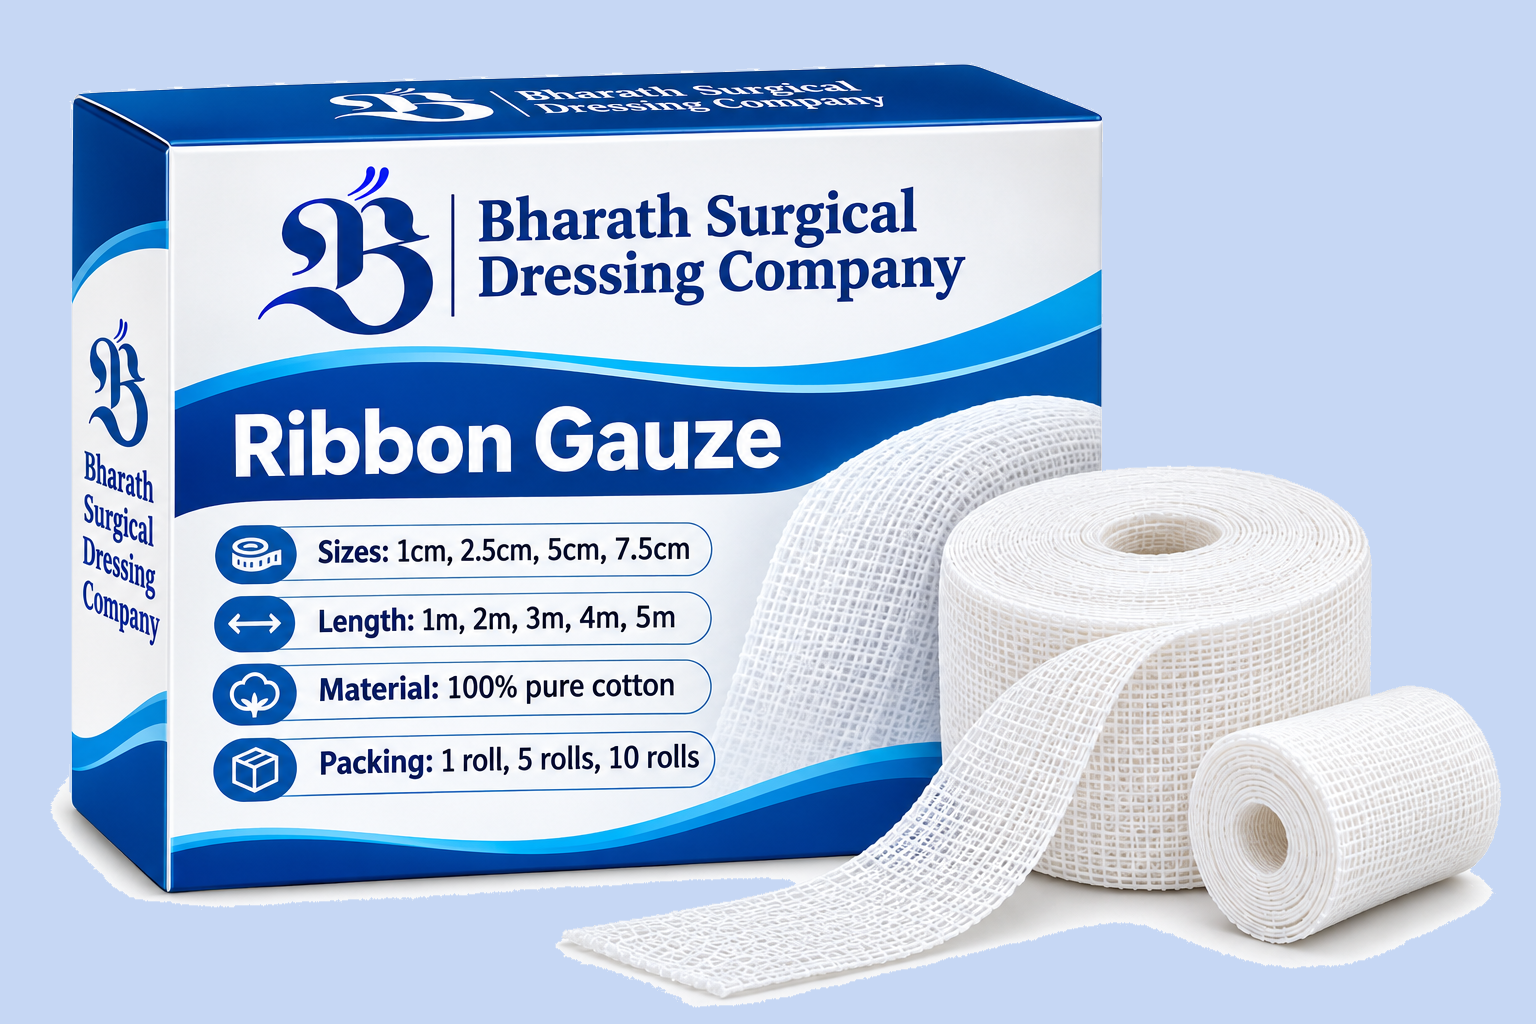 Bharath Surgical
Dressing Company
Bharath Surgical
Dressing Company
Ribbon Gauze
Sizes: 1cm, 2.5cm, 5cm, 7.5cm
Length: 1m, 2m, 3m, 4m, 5m
Material: 100% pure cotton
Packing: 1 roll, 5 rolls, 10 rolls
Bharath
Surgical
Dressing
Company